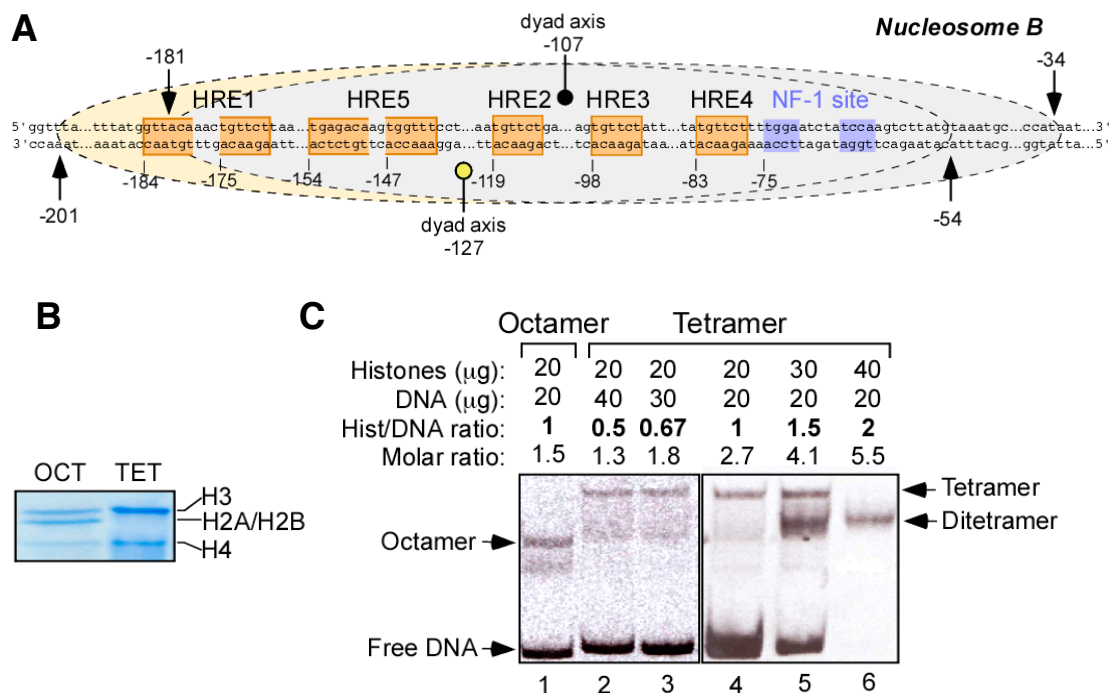 A
dyad axis
-107
Nucleosome B
-181
-34
HRE1 HRE5 HRE2 HRE3 HRE4 NF-1 site
5'ggttta...tttatggttacaaactgttcttaa...tgagacaagtggtttcct...aatgttctga...agtgttctatt...tatgttcttttggaatctatccaagtcttatgtaaatgc...ccataat...3'
3'ccaaat...aaataccaatgtttgacaagaatt...actctgttcaccaaagga...ttacaagact...tcacaagataa...atacaagaaaaccttagataggttcagaatacatttacg...ggtatta...5'
-184 -175 -154 -147 -119 -98 -83 -75
-201
dyad axis
-127
-54
B
OCT TET
H3
H2A/H2B
H4
C
Octamer Tetramer
Histones (μg): 20 20 20 20 30 40
DNA (μg): 20 40 30 20 20 20
Hist/DNA ratio: 1 0.5 0.67 1 1.5 2
Molar ratio: 1.5 1.3 1.8 2.7 4.1 5.5
Tetramer
Ditetramer
Octamer
Free DNA
1 2 3 4 5 6